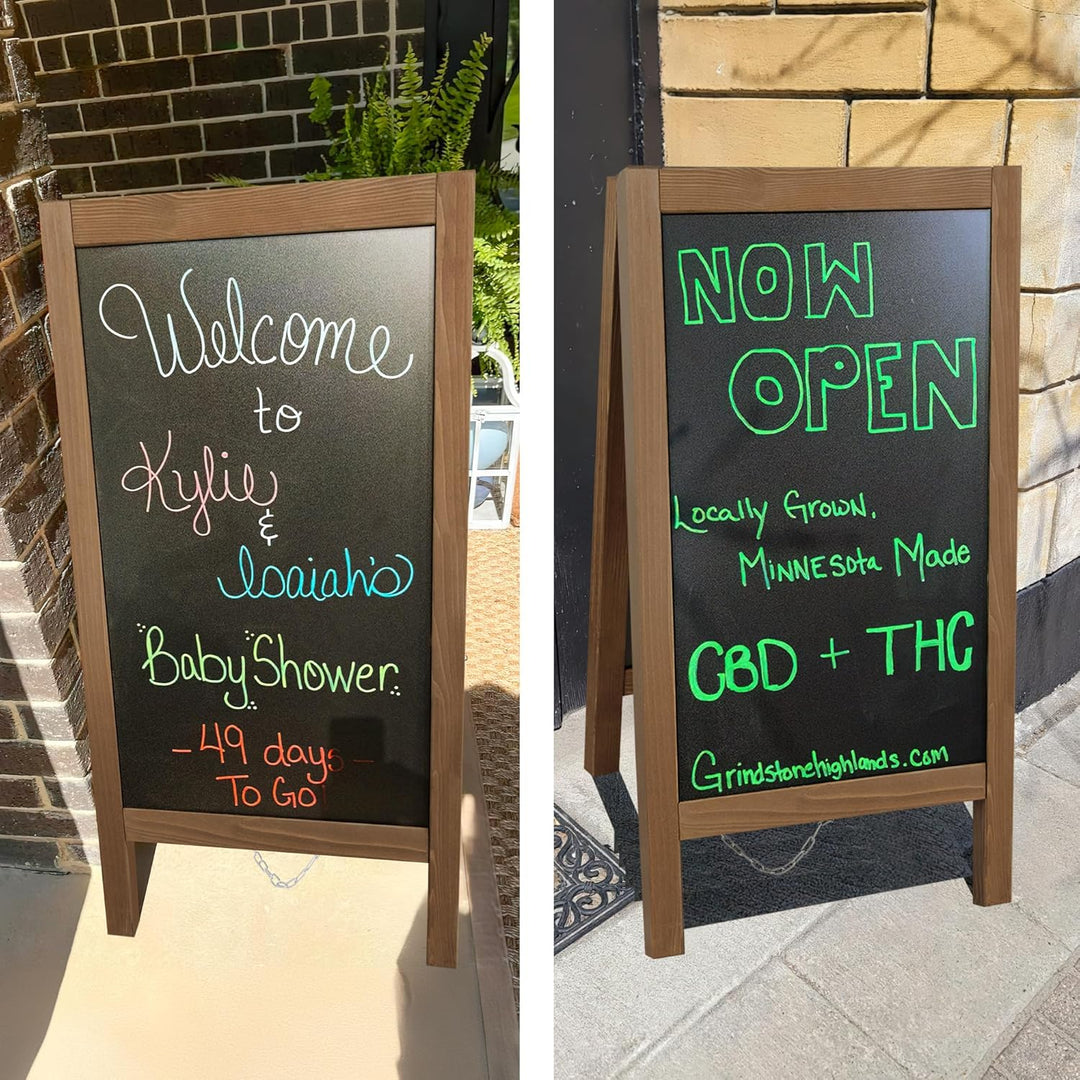 Welcome
to
Kylie
&
Isaiah's
Baby Shower
- 49 days -
To Go
NOW
OPEN
Locally Grown,
Minnesota Made
CBD + THC
Grindstonehighlands.com